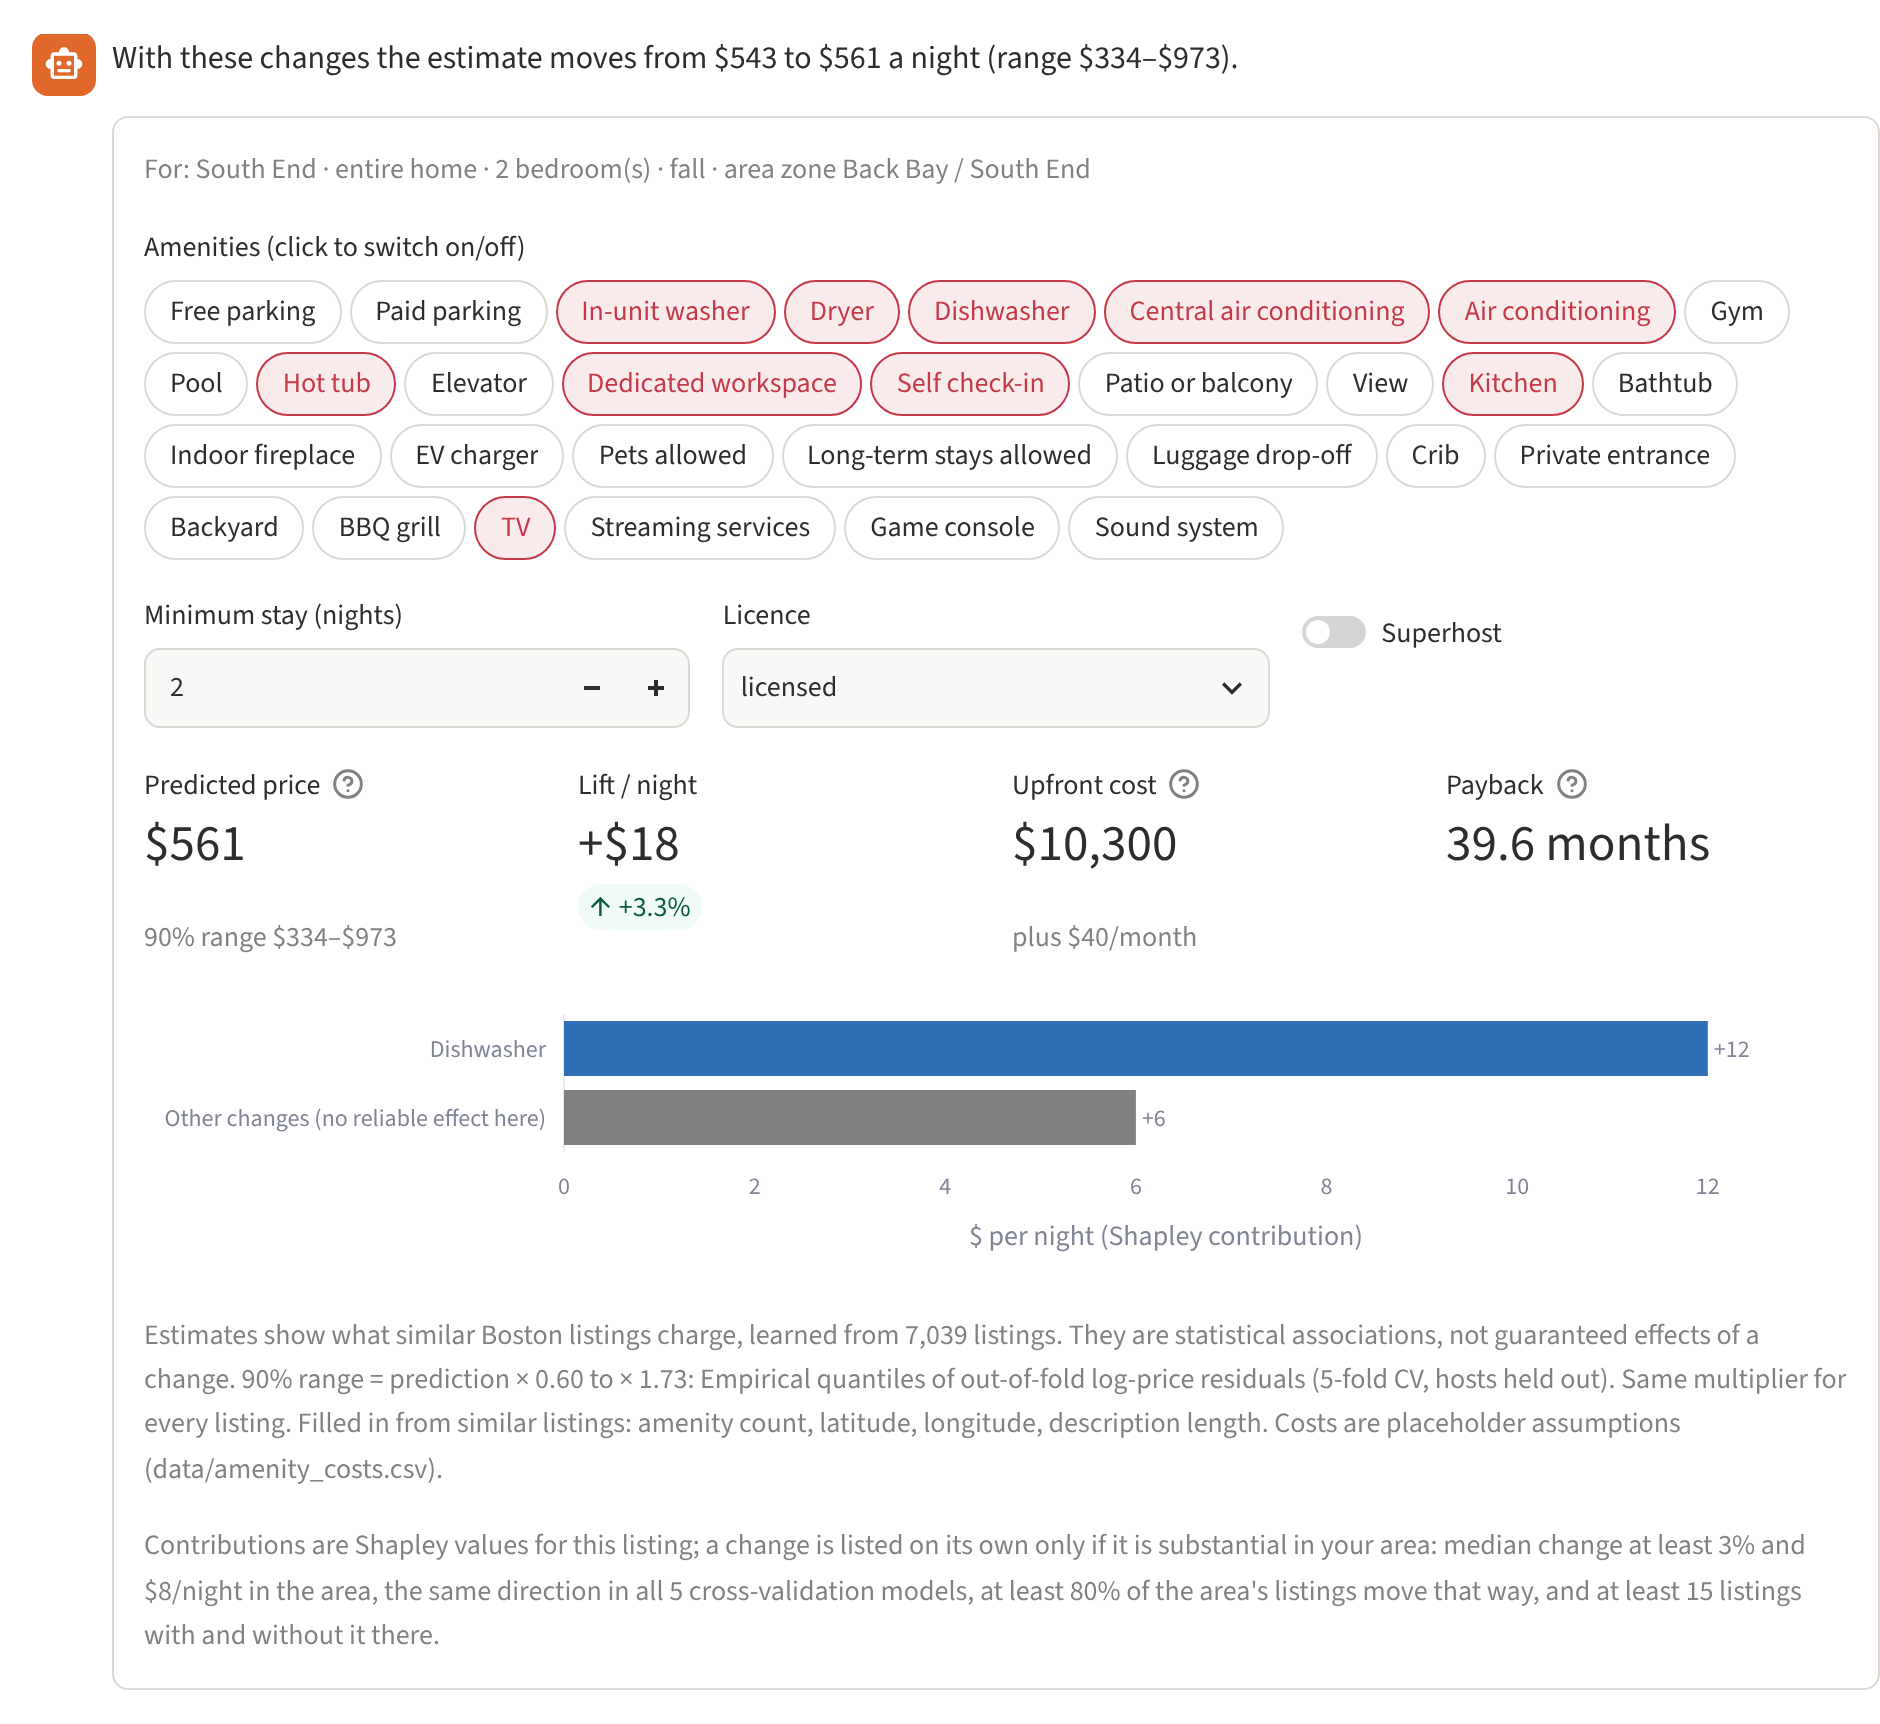 With these changes the estimate moves from $543 to $561 a night (range $334–$973).
For: South End · entire home · 2 bedroom(s) · fall · area zone Back Bay / South End
Amenities (click to switch on/off)
Free parking Paid parking In-unit washer Dryer Dishwasher Central air conditioning Air conditioning Gym
Pool Hot tub Elevator Dedicated workspace Self check-in Patio or balcony View Kitchen Bathtub
Indoor fireplace EV charger Pets allowed Long-term stays allowed Luggage drop-off Crib Private entrance
Backyard BBQ grill TV Streaming services Game console Sound system
Minimum stay (nights) Licence Superhost
2 − + licensed
Predicted price ? Lift / night Upfront cost ? Payback ?
$561 +$18 $10,300 39.6 months
↑ +3.3%
90% range $334–$973 plus $40/month
Dishwasher +12
Other changes (no reliable effect here) +6
0 2 4 6 8 10 12
$ per night (Shapley contribution)
Estimates show what similar Boston listings charge, learned from 7,039 listings. They are statistical associations, not guaranteed effects of a
change. 90% range = prediction × 0.60 to × 1.73: Empirical quantiles of out-of-fold log-price residuals (5-fold CV, hosts held out). Same multiplier for
every listing. Filled in from similar listings: amenity count, latitude, longitude, description length. Costs are placeholder assumptions
(data/amenity_costs.csv).
Contributions are Shapley values for this listing; a change is listed on its own only if it is substantial in your area: median change at least 3% and
$8/night in the area, the same direction in all 5 cross-validation models, at least 80% of the area's listings move that way, and at least 15 listings
with and without it there.